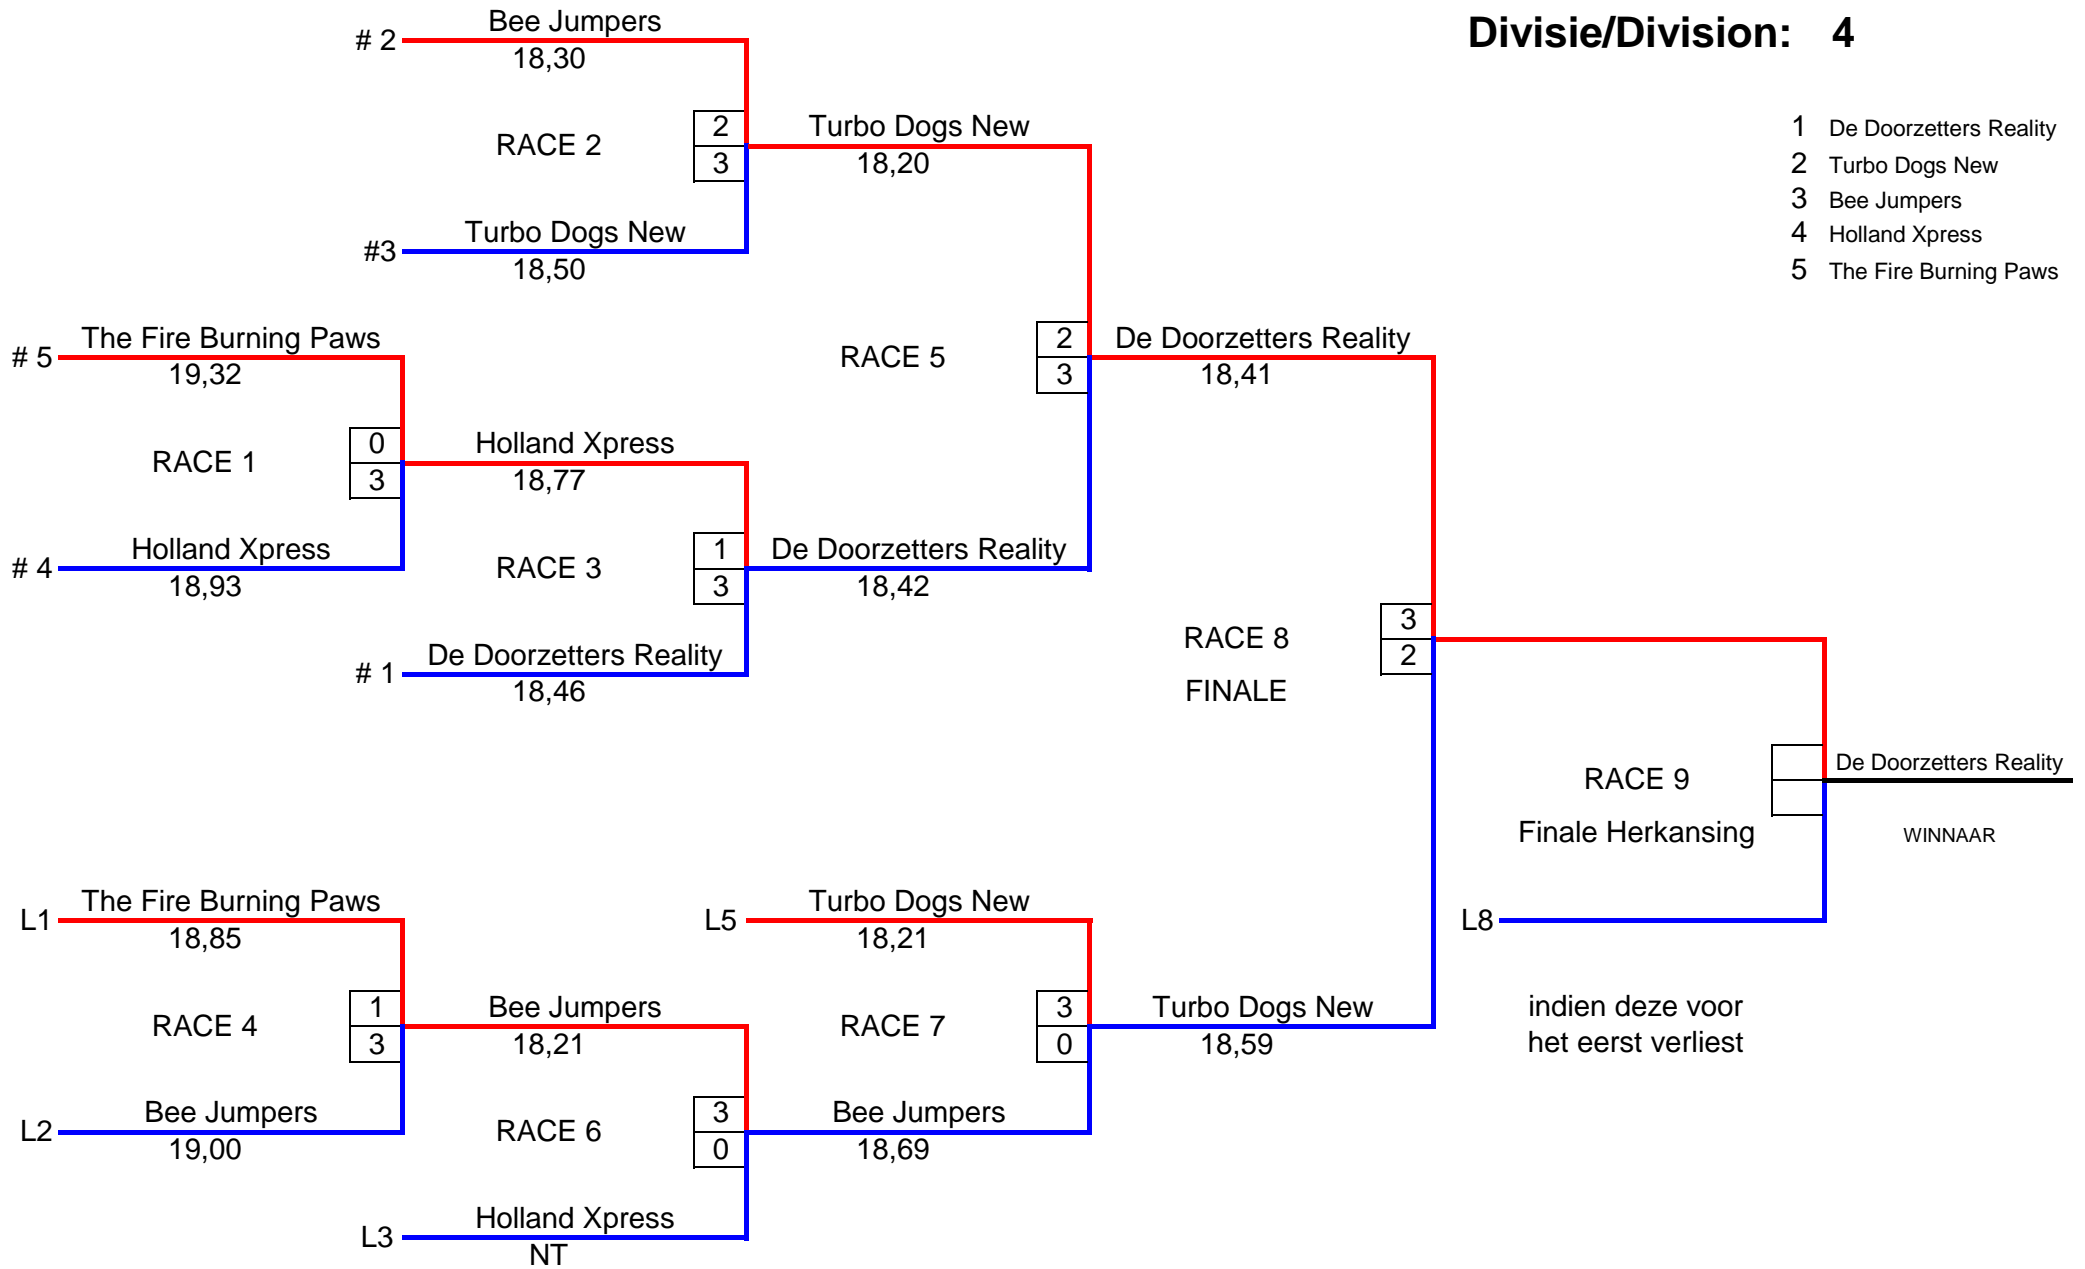 Divisie/Division: 4
1 De Doorzetters Reality
2 Turbo Dogs New
3 Bee Jumpers
4 Holland Xpress
5 The Fire Burning Paws
# 2
Bee Jumpers
18,30
RACE 2
2
3
#3
Turbo Dogs New
18,50
Turbo Dogs New
18,20
# 5
The Fire Burning Paws
19,32
RACE 1
0
3
# 4
Holland Xpress
18,93
Holland Xpress
18,77
RACE 3
1
3
# 1
De Doorzetters Reality
18,46
De Doorzetters Reality
18,42
RACE 5
2
3
De Doorzetters Reality
18,41
RACE 8
FINALE
3
2
RACE 9
Finale Herkansing
De Doorzetters Reality
WINNAAR
L8
indien deze voor
het eerst verliest
L1
The Fire Burning Paws
18,85
RACE 4
1
3
L2
Bee Jumpers
19,00
Bee Jumpers
18,21
RACE 6
3
0
L3
Holland Xpress
NT
L5
Turbo Dogs New
18,21
RACE 7
3
0
Bee Jumpers
18,69
Turbo Dogs New
18,59